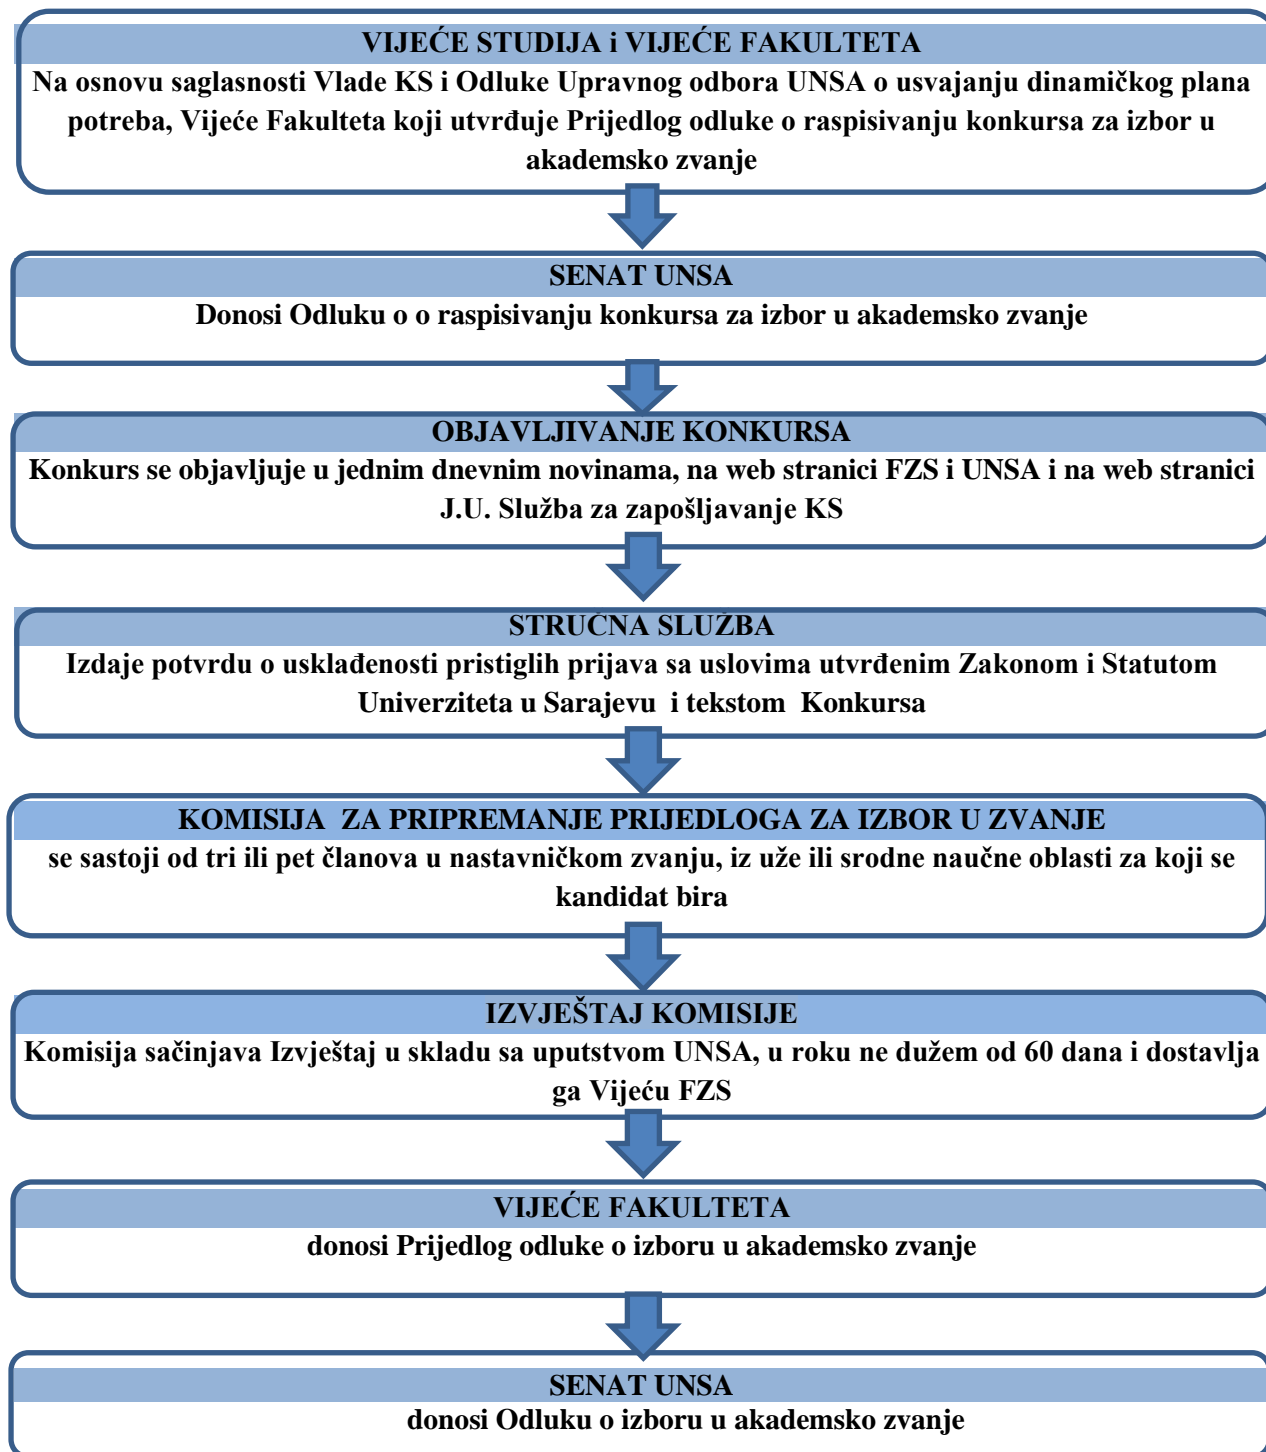 VIJEĆE STUDIJA i VIJEĆE FAKULTETA
Na osnovu saglasnosti Vlade KS i Odluke Upravnog odbora UNSA o usvajanju dinamičkog plana
potreba, Vijeće Fakulteta koji utvrđuje Prijedlog odluke o raspisivanju konkursa za izbor u
akademsko zvanje
SENAT UNSA
Donosi Odluku o o raspisivanju konkursa za izbor u akademsko zvanje
OBJAVLJIVANJE KONKURSA
Konkurs se objavljuje u jednim dnevnim novinama, na web stranici FZS i UNSA i na web stranici
J.U. Služba za zapošljavanje KS
STRUČNA SLUŽBA
Izdaje potvrdu o usklađenosti pristiglih prijava sa uslovima utvrđenim Zakonom i Statutom
Univerziteta u Sarajevu i tekstom Konkursa
KOMISIJA ZA PRIPREMANJE PRIJEDLOGA ZA IZBOR U ZVANJE
se sastoji od tri ili pet članova u nastavničkom zvanju, iz uže ili srodne naučne oblasti za koji se
kandidat bira
IZVJEŠTAJ KOMISIJE
Komisija sačinjava Izvještaj u skladu sa uputstvom UNSA, u roku ne dužem od 60 dana i dostavlja
ga Vijeću FZS
VIJEĆE FAKULTETA
donosi Prijedlog odluke o izboru u akademsko zvanje
SENAT UNSA
donosi Odluku o izboru u akademsko zvanje